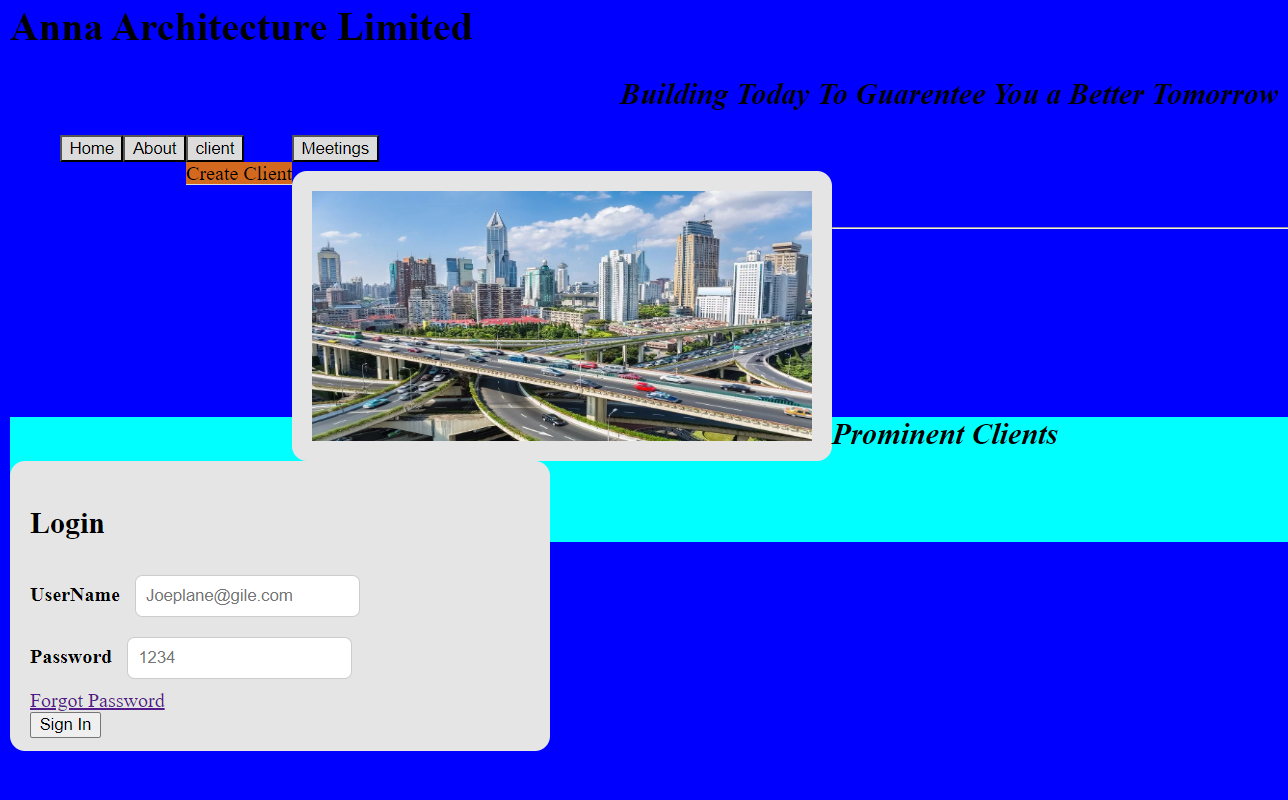 Anna Architecture Limited
Building Today To Guarentee You a Better Tomorrow
Home About client Meetings
Create Client
Prominent Clients
Login
UserName Joeplane@gile.com
Password 1234
Forgot Password
Sign In